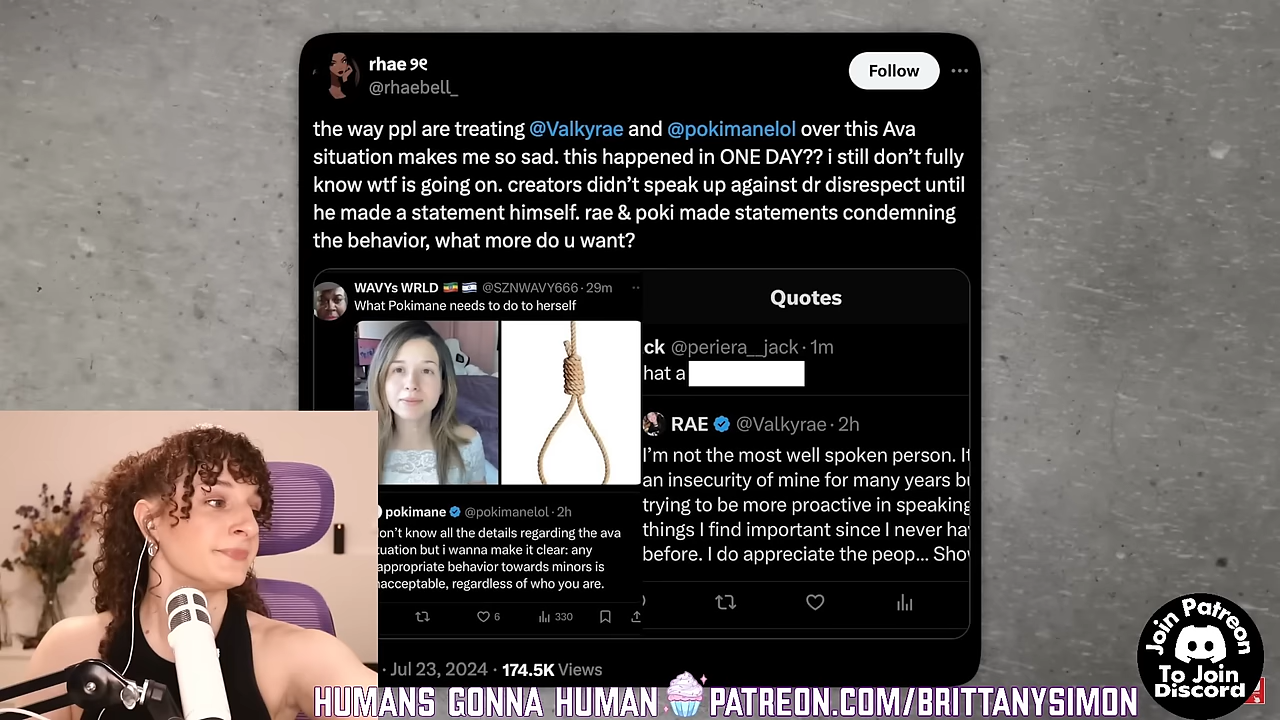 rhae ୨୧
@rhaebell_
Follow
the way ppl are treating @Valkyrae and @pokimanelol over this Ava
situation makes me so sad. this happened in ONE DAY?? i still don’t fully
know wtf is going on. creators didn’t speak up against dr disrespect until
he made a statement himself. rae & poki made statements condemning
the behavior, what more do u want?
WAVYs WRLD 🇪🇹 🇮🇱 @SZNWAVY666 · 29m
What Pokimane needs to do to herself
pokimane @pokimanelol · 2h
on’t know all the details regarding the ava
uation but i wanna make it clear: any
appropriate behavior towards minors is
acceptable, regardless of who you are.
6
330
Quotes
ck @periera__jack · 1m
hat a
RAE @Valkyrae · 2h
I’m not the most well spoken person. It
an insecurity of mine for many years b
trying to be more proactive in speaking
things I find important since I never ha
before. I do appreciate the peop... Sho
· Jul 23, 2024 · 174.5K Views
HUMANS GONNA HUMAN 🧁 PATREON.COM/BRITTANYSIMON
Join Patreon
To Join
Discord